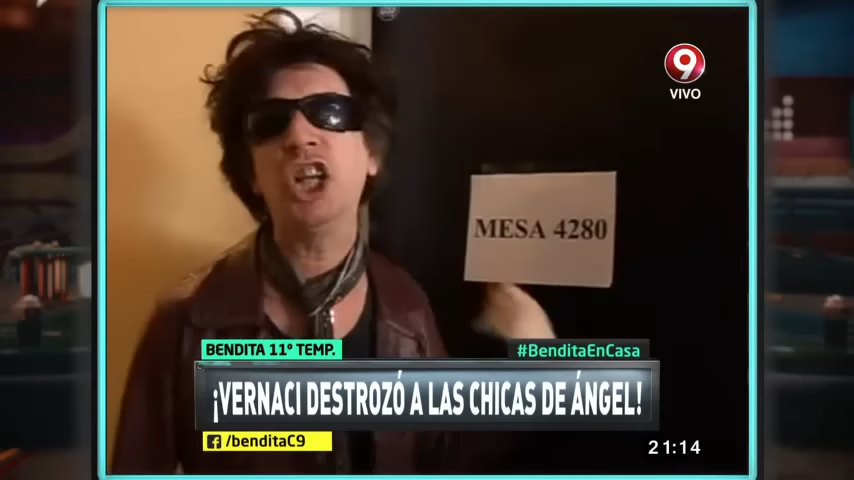 9
VIVO
MESA 4280
BENDITA 11° TEMP.
#BenditaEnCasa
¡VERNACI DESTROZÓ A LAS CHICAS DE ÁNGEL!
/benditaC9
21:14